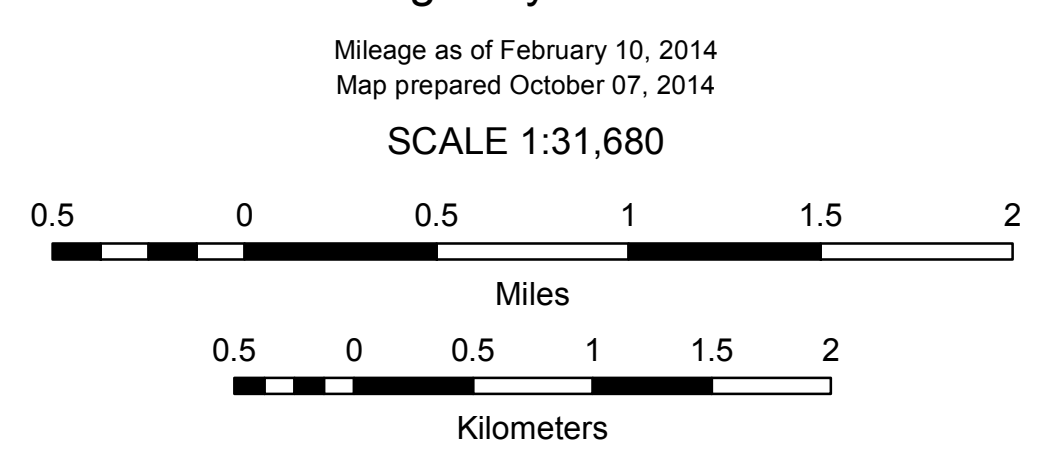 Mileage as of February 10, 2014
Map prepared October 07, 2014
SCALE 1:31,680
0.5 0 0.5 1 1.5 2
Miles
0.5 0 0.5 1 1.5 2
Kilometers